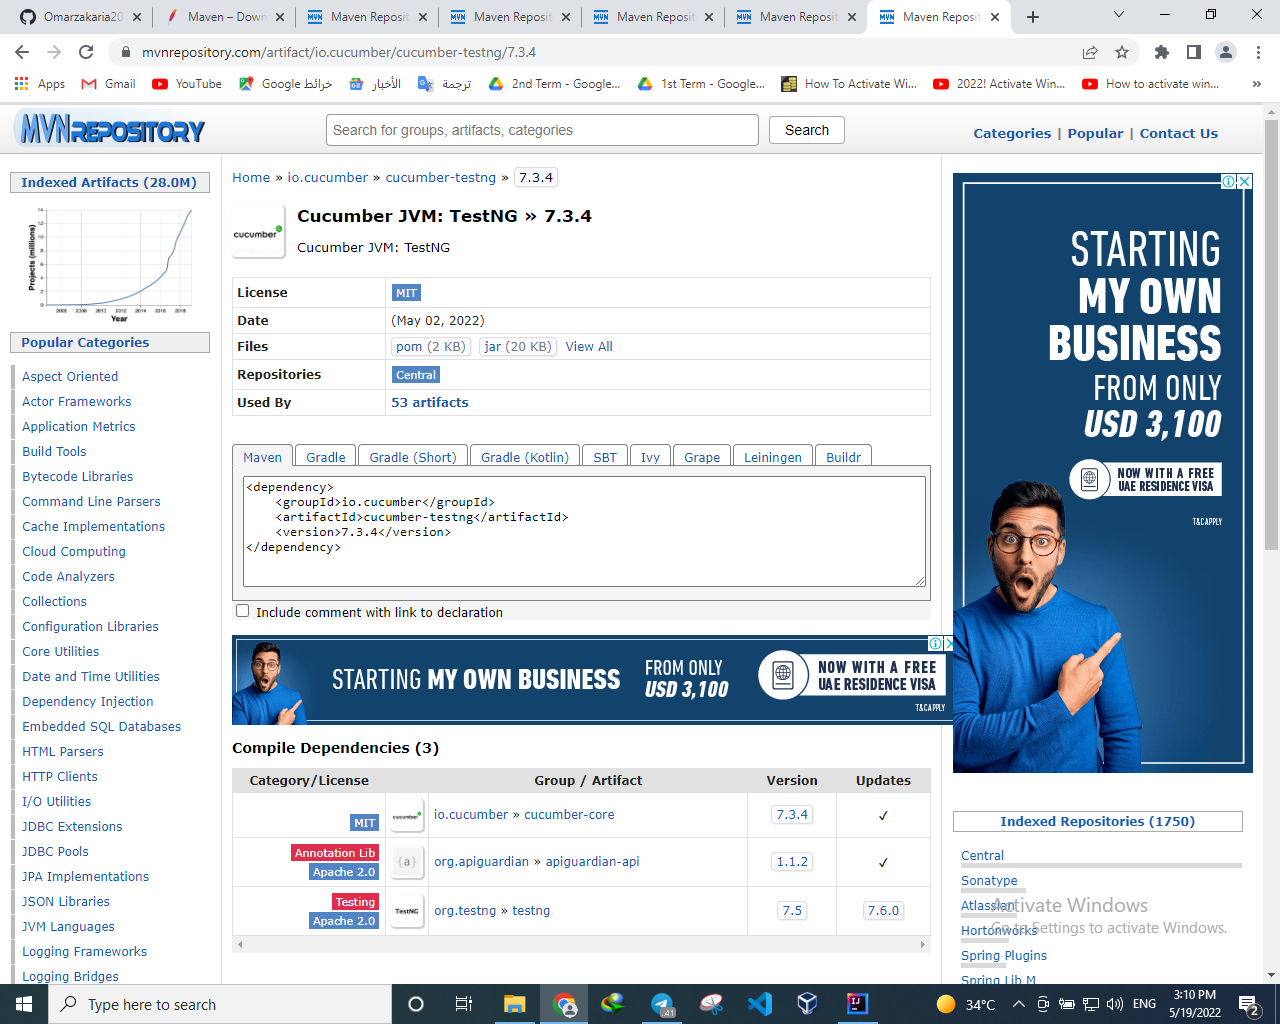 Omarzakaria20
Maven – Down
Maven Reposit
Maven Reposit
Maven Reposit
Maven Reposit
Maven Reposit
mvnrepository.com/artifact/io.cucumber/cucumber-testng/7.3.4
Apps
Gmail
YouTube
خرائط Google
الأخبار
ترجمة
2nd Term - Google...
1st Term - Google...
How To Activate Wi...
2022! Activate Win...
How to activate win...
»
MVNREPOSITORY
Search for groups, artifacts, categories
Search
Categories | Popular | Contact Us
Indexed Artifacts (28.0M)
Projects (millions)
Year
Popular Categories
Aspect Oriented
Actor Frameworks
Application Metrics
Build Tools
Bytecode Libraries
Command Line Parsers
Cache Implementations
Cloud Computing
Code Analyzers
Collections
Configuration Libraries
Core Utilities
Date and Time Utilities
Dependency Injection
Embedded SQL Databases
HTML Parsers
HTTP Clients
I/O Utilities
JDBC Extensions
JDBC Pools
JPA Implementations
JSON Libraries
JVM Languages
Logging Frameworks
Logging Bridges
Home » io.cucumber » cucumber-testng » 7.3.4
cucumber
Cucumber JVM: TestNG » 7.3.4
Cucumber JVM: TestNG
License MIT
Date (May 02, 2022)
Files pom (2 KB) jar (20 KB) View All
Repositories Central
Used By 53 artifacts
Maven Gradle Gradle (Short) Gradle (Kotlin) SBT Ivy Grape Leiningen Buildr
<dependency>
    <groupId>io.cucumber</groupId>
    <artifactId>cucumber-testng</artifactId>
    <version>7.3.4</version>
</dependency>
Include comment with link to declaration
STARTING MY OWN BUSINESS
FROM ONLY
USD 3,100
NOW WITH A FREE
UAE RESIDENCE VISA
T&C APPLY
Compile Dependencies (3)
Category/License Group / Artifact Version Updates
MIT cucumber io.cucumber » cucumber-core 7.3.4 ✓
Annotation Lib
Apache 2.0 {a} org.apiguardian » apiguardian-api 1.1.2 ✓
Testing
Apache 2.0 TestNG org.testng » testng 7.5 7.6.0
STARTING
MY OWN
BUSINESS
FROM ONLY
USD 3,100
NOW WITH A FREE
UAE RESIDENCE VISA
T&C APPLY
Indexed Repositories (1750)
Central
Sonatype
Atlassian
Hortonworks
Spring Plugins
Spring Lib M
Activate Windows
Go to Settings to activate Windows.
Type here to search
41
34°C
ENG
3:10 PM
5/19/2022
2